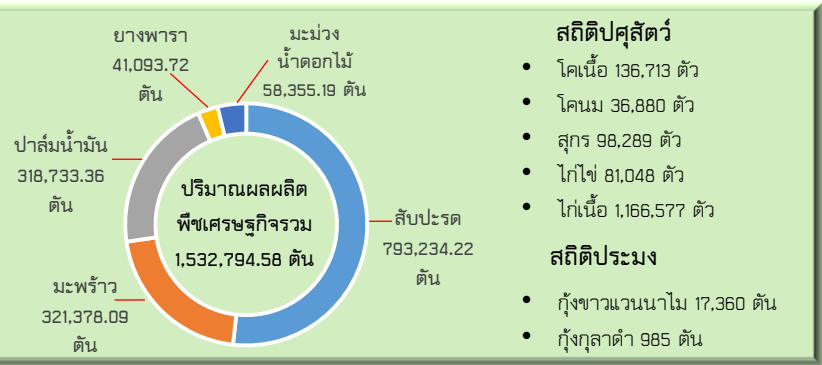 ยางพารา
41,093.72
ตัน
มะม่วง
น้ำดอกไม้
58,355.19 ตัน
ปาล์มน้ำมัน
318,733.36
ตัน
ปริมาณผลผลิต
พืชเศรษฐกิจรวม
1,532,794.58 ตัน
สับปะรด
793,234.22
ตัน
มะพร้าว
321,378.09
ตัน
สถิติปศุสัตว์
• โคเนื้อ 136,713 ตัว
• โคนม 36,880 ตัว
• สุกร 98,289 ตัว
• ไก่ไข่ 81,048 ตัว
• ไก่เนื้อ 1,166,577 ตัว
สถิติประมง
• กุ้งขาวแวนนาไม 17,360 ตัน
• กุ้งกุลาดำ 985 ตัน